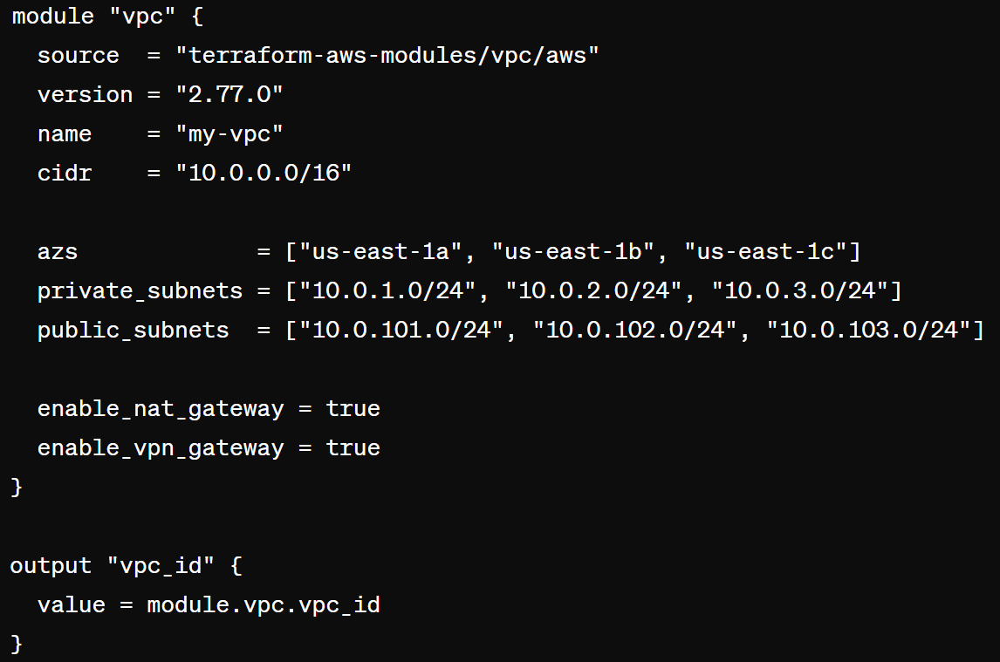 module "vpc" {
  source  = "terraform-aws-modules/vpc/aws"
  version = "2.77.0"
  name    = "my-vpc"
  cidr    = "10.0.0.0/16"

  azs             = ["us-east-1a", "us-east-1b", "us-east-1c"]
  private_subnets = ["10.0.1.0/24", "10.0.2.0/24", "10.0.3.0/24"]
  public_subnets  = ["10.0.101.0/24", "10.0.102.0/24", "10.0.103.0/24"]

  enable_nat_gateway = true
  enable_vpn_gateway = true
}

output "vpc_id" {
  value = module.vpc.vpc_id
}